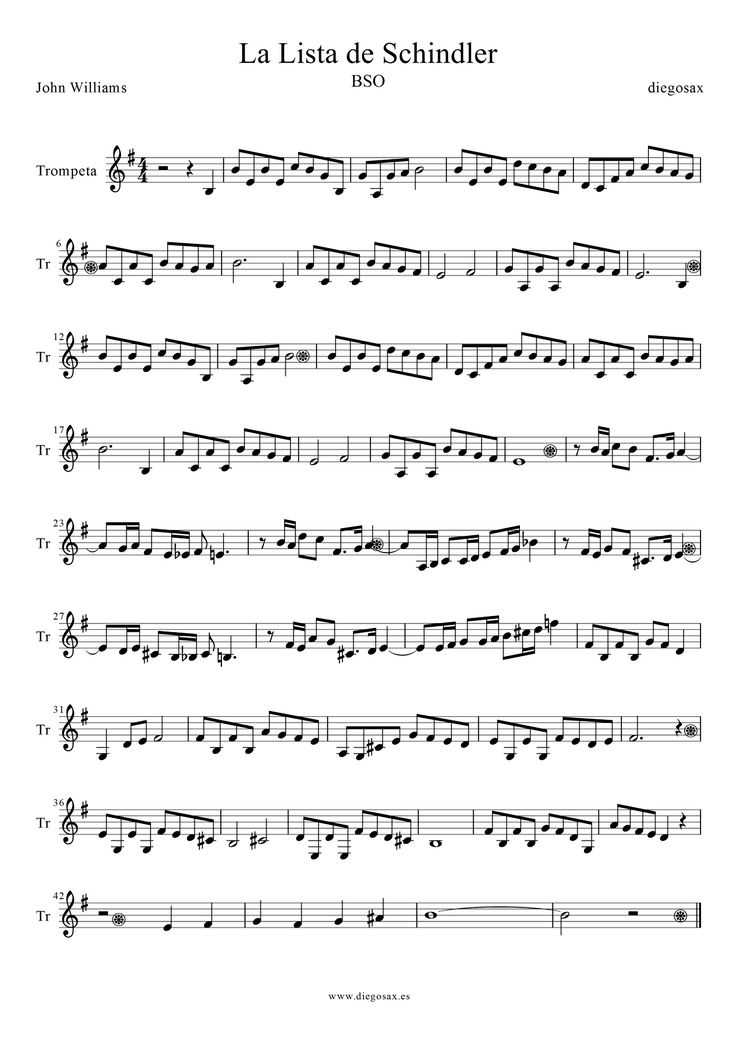 La Lista de Schindler
BSO
John Williams
diegosax
Trompeta
4
4
6
Tr
12
Tr
17
Tr
23
Tr
27
Tr
31
Tr
36
Tr
42
Tr
www.diegosax.es